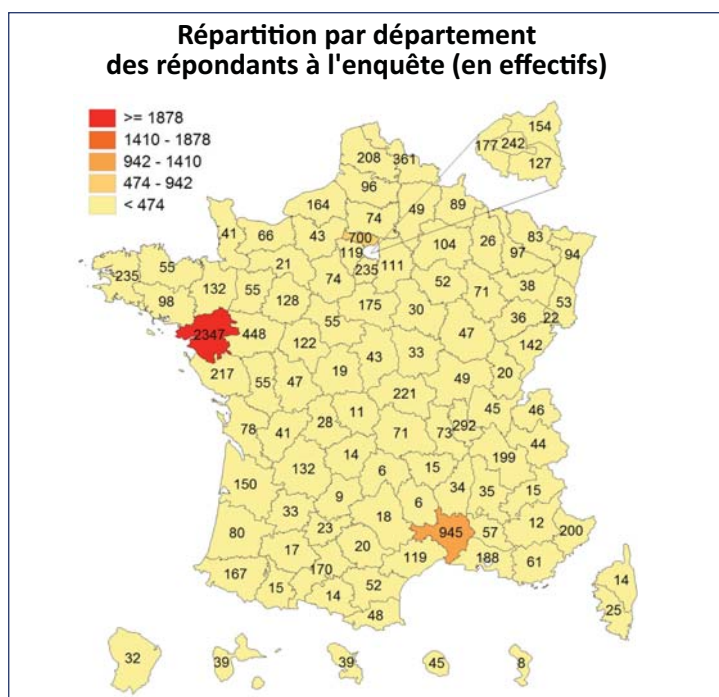 Répartition par département
des répondants à l'enquête (en effectifs)
>= 1878
1410 - 1878
942 - 1410
474 - 942
< 474
154
177 242
127
208 361
96
164 74 49 89
41 66 43 700 104 26 83
119 97 94
235 55 21 74 235 111
98 132 55 128 52 71 38 53
175 30 36 22
2347 448 55 47 142
122
217 55 47 19 43 33 49 20
221 45 46
78 41 28 11 71 73 292 44
14 199
150 132 6 15
9 6 34 35 15
33 18
80 23 945 57 12 200
17 20 119 188 61
167 170
15 14 52 14
48 25
32 39 39 45 8